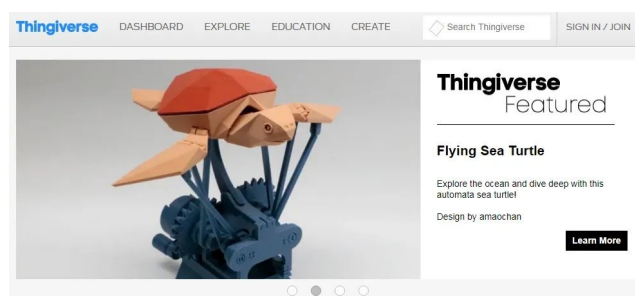 Thingiverse DASHBOARD EXPLORE EDUCATION CREATE Search Thingiverse SIGN IN / JOIN
Thingiverse
Featured
Flying Sea Turtle
Explore the ocean and dive deep with this
automata sea turtle!
Design by amaochan
Learn More